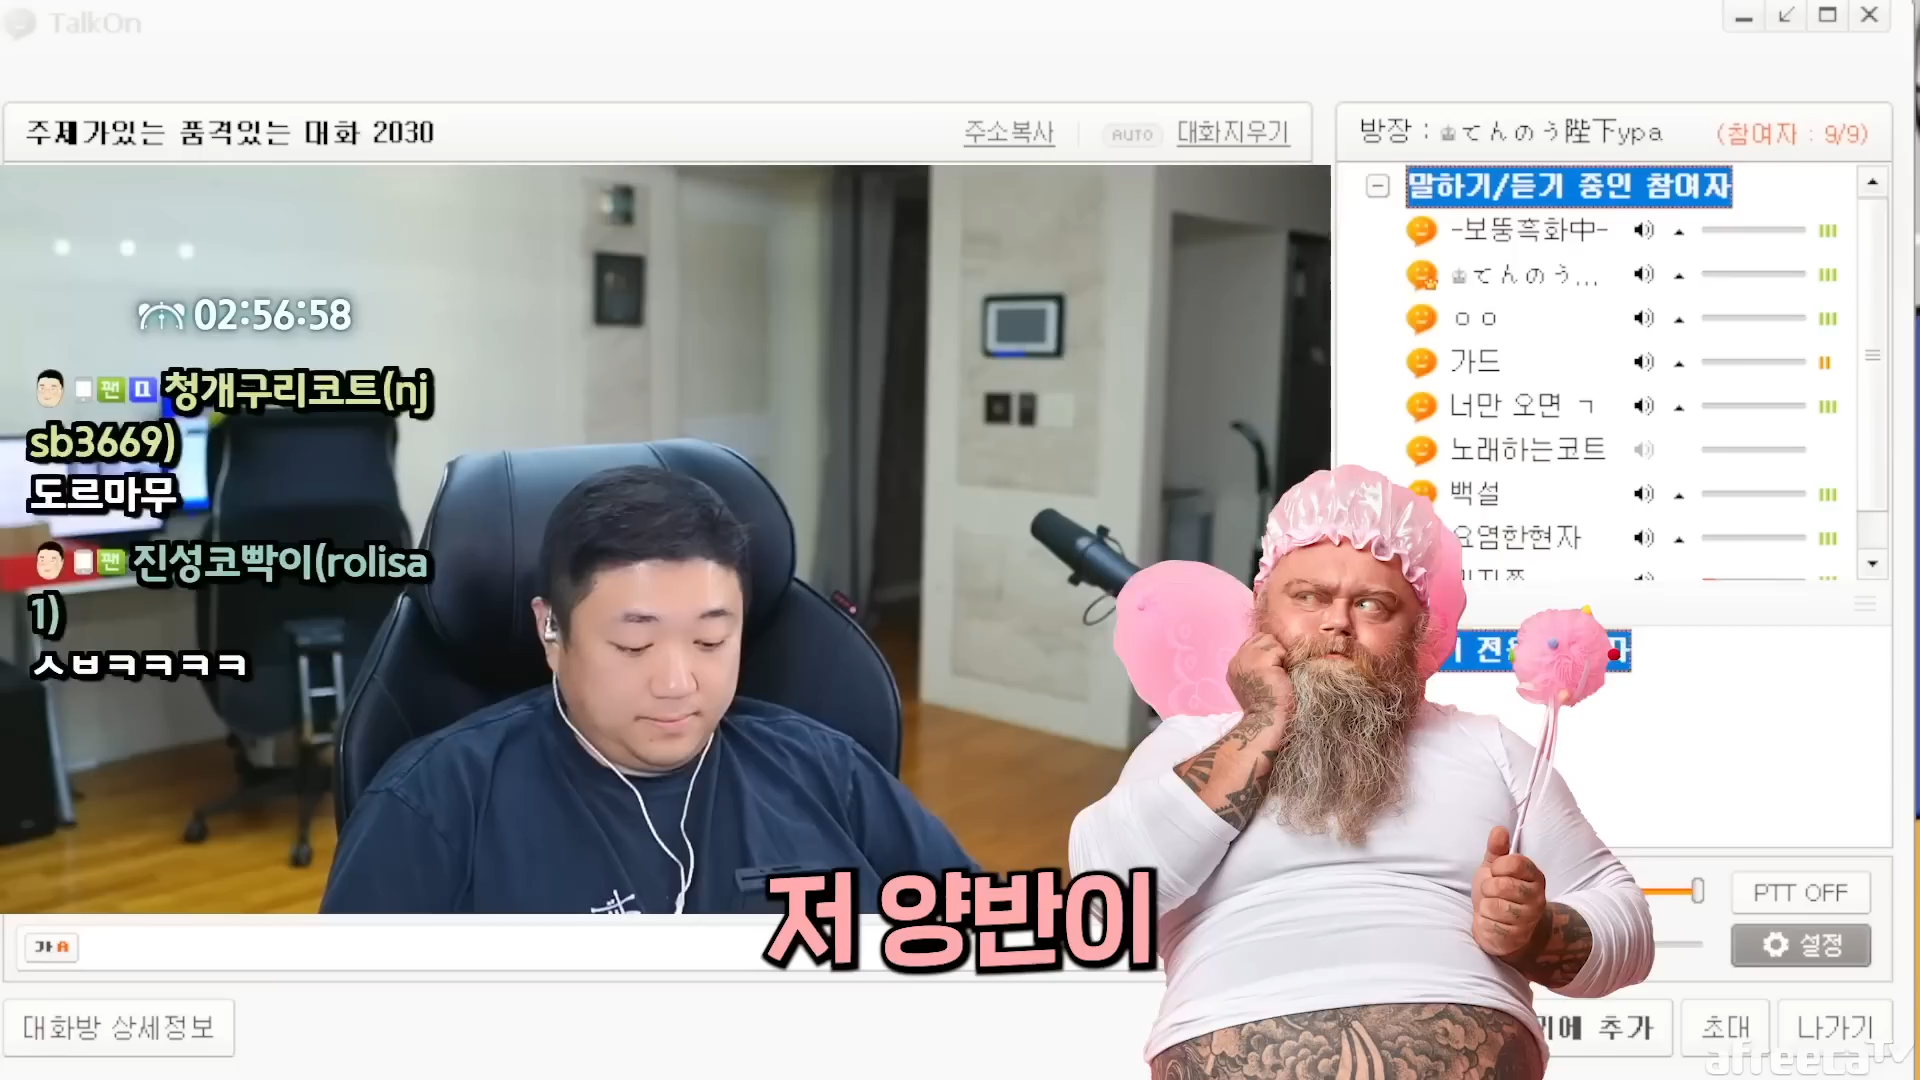 TalkOn
주제가있는 품격있는 대화 2030
주소복사
AUTO
대화지우기
방장 : ♚てんのう陛下ypa
(참여자 : 9/9)
말하기/듣기 중인 참여자
-보뚱흑화中-
♚てんのう...
ㅇㅇ
가드
너만 오면 ㄱ
노래하는코트
백설
요염한현자
02:56:58
팬 청개구리코트(nj
sb3669)
도르마무
팬 진성코빡이(rolisa
1)
ㅅㅂㅋㅋㅋㅋ
저 양반이
PTT OFF
설정
가A
대화방 상세정보
추가
초대
나가기
afreecaTV